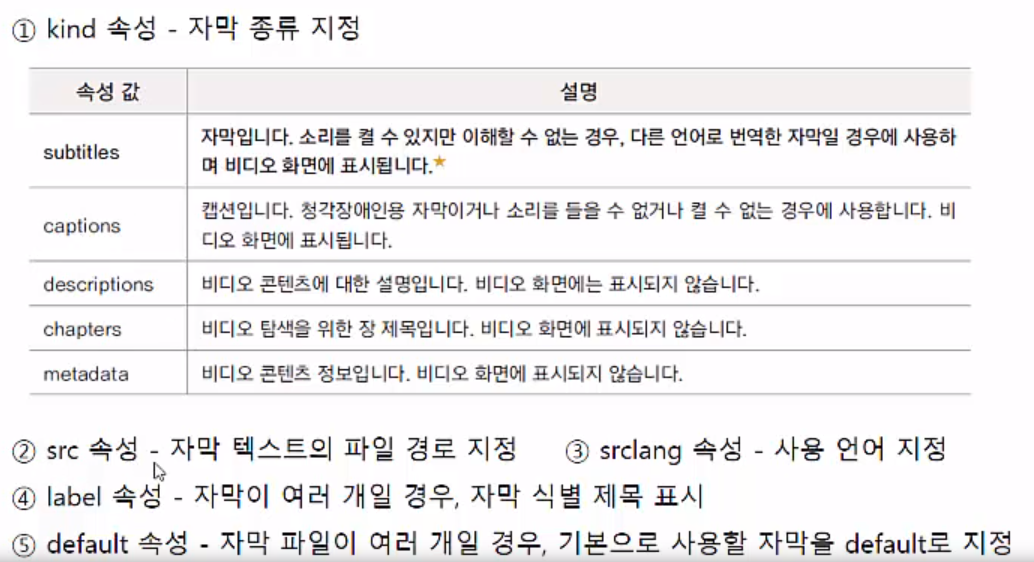 ① kind 속성 - 자막 종류 지정
속성 값 설명
subtitles 자막입니다. 소리를 켤 수 있지만 이해할 수 없는 경우, 다른 언어로 번역한 자막일 경우에 사용하
며 비디오 화면에 표시됩니다.★
captions 캡션입니다. 청각장애인용 자막이거나 소리를 들을 수 없거나 켤 수 없는 경우에 사용합니다. 비
디오 화면에 표시됩니다.
descriptions 비디오 콘텐츠에 대한 설명입니다. 비디오 화면에는 표시되지 않습니다.
chapters 비디오 탐색을 위한 장 제목입니다. 비디오 화면에 표시되지 않습니다.
metadata 비디오 콘텐츠 정보입니다. 비디오 화면에 표시되지 않습니다.
② src 속성 - 자막 텍스트의 파일 경로 지정 ③ srclang 속성 - 사용 언어 지정
④ label 속성 - 자막이 여러 개일 경우, 자막 식별 제목 표시
⑤ default 속성 - 자막 파일이 여러 개일 경우, 기본으로 사용할 자막을 default로 지정